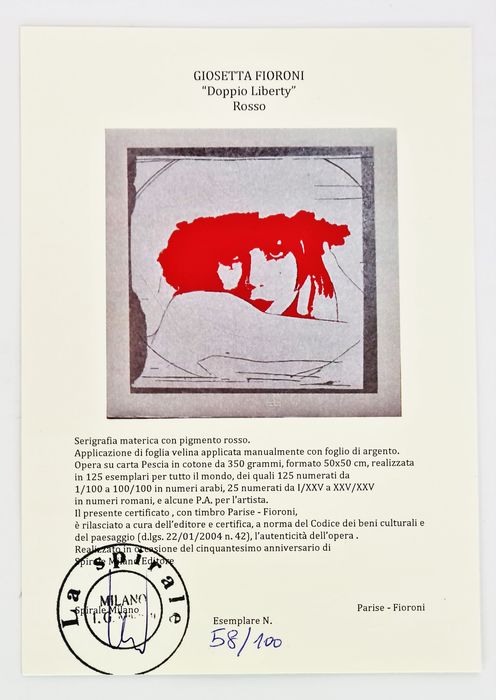 GIOSETTA FIORONI
“Doppio Liberty”
Rosso
Serigrafia materica con pigmento rosso.
Applicazione di foglia velina applicata manualmente con foglio di argento.
Opera su carta Pescia in cotone da 350 grammi, formato 50x50 cm, realizzata
in 125 esemplari per tutto il mondo, dei quali 125 numerati da
1/100 a 100/100 in numeri arabi, 25 numerati da I/XXV a XXV/XXV
in numeri romani, e alcune P.A. per l’artista.
Il presente certificato , con timbro Parise - Fioroni,
è rilasciato a cura dell’editore e certifica, a norma del Codice dei beni culturali e
del paesaggio (d.lgs. 22/01/2004 n. 42), l’autenticità dell’opera .
Realizzato in occasione del cinquantesimo anniversario di
Spirale Milano Editore
La spirale
MILANO
I.G.
Spirale Milano
Parise - Fioroni
Esemplare N.
58/100